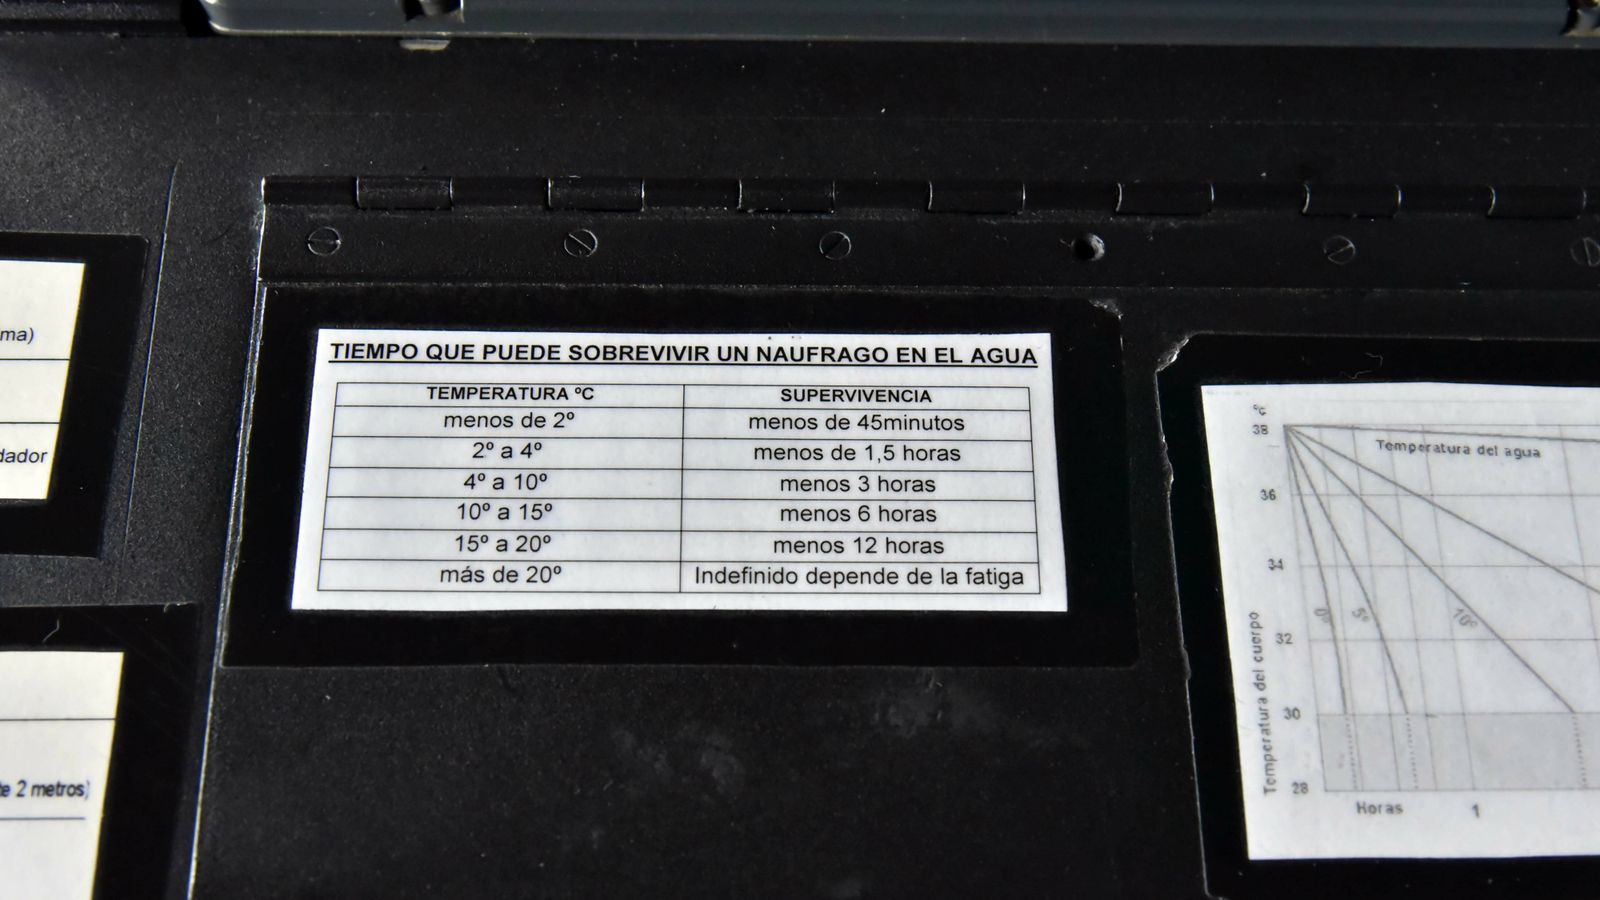 ma)
dador
te 2 metros)
TIEMPO QUE PUEDE SOBREVIVIR UN NAUFRAGO EN EL AGUA
TEMPERATURA ºC SUPERVIVENCIA
menos de 2º menos de 45minutos
2º a 4º menos de 1,5 horas
4º a 10º menos 3 horas
10º a 15º menos 6 horas
15º a 20º menos 12 horas
más de 20º Indefinido depende de la fatiga
ºC
38
Temperatura del agua
36
34
32
30
28
0º
5º
10º
Temperatura del cuerpo
Horas 1